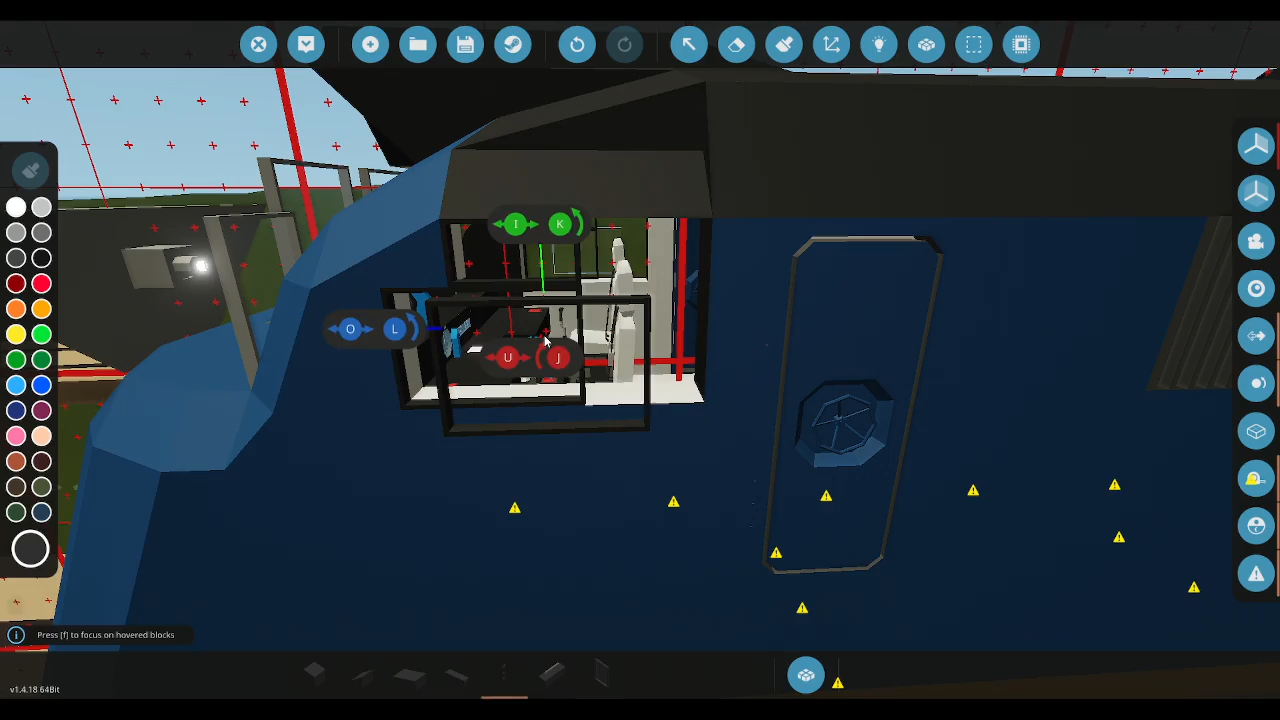 I K
O L
U J
Press [f] to focus on hovered blocks
v1.4.18 64Bit